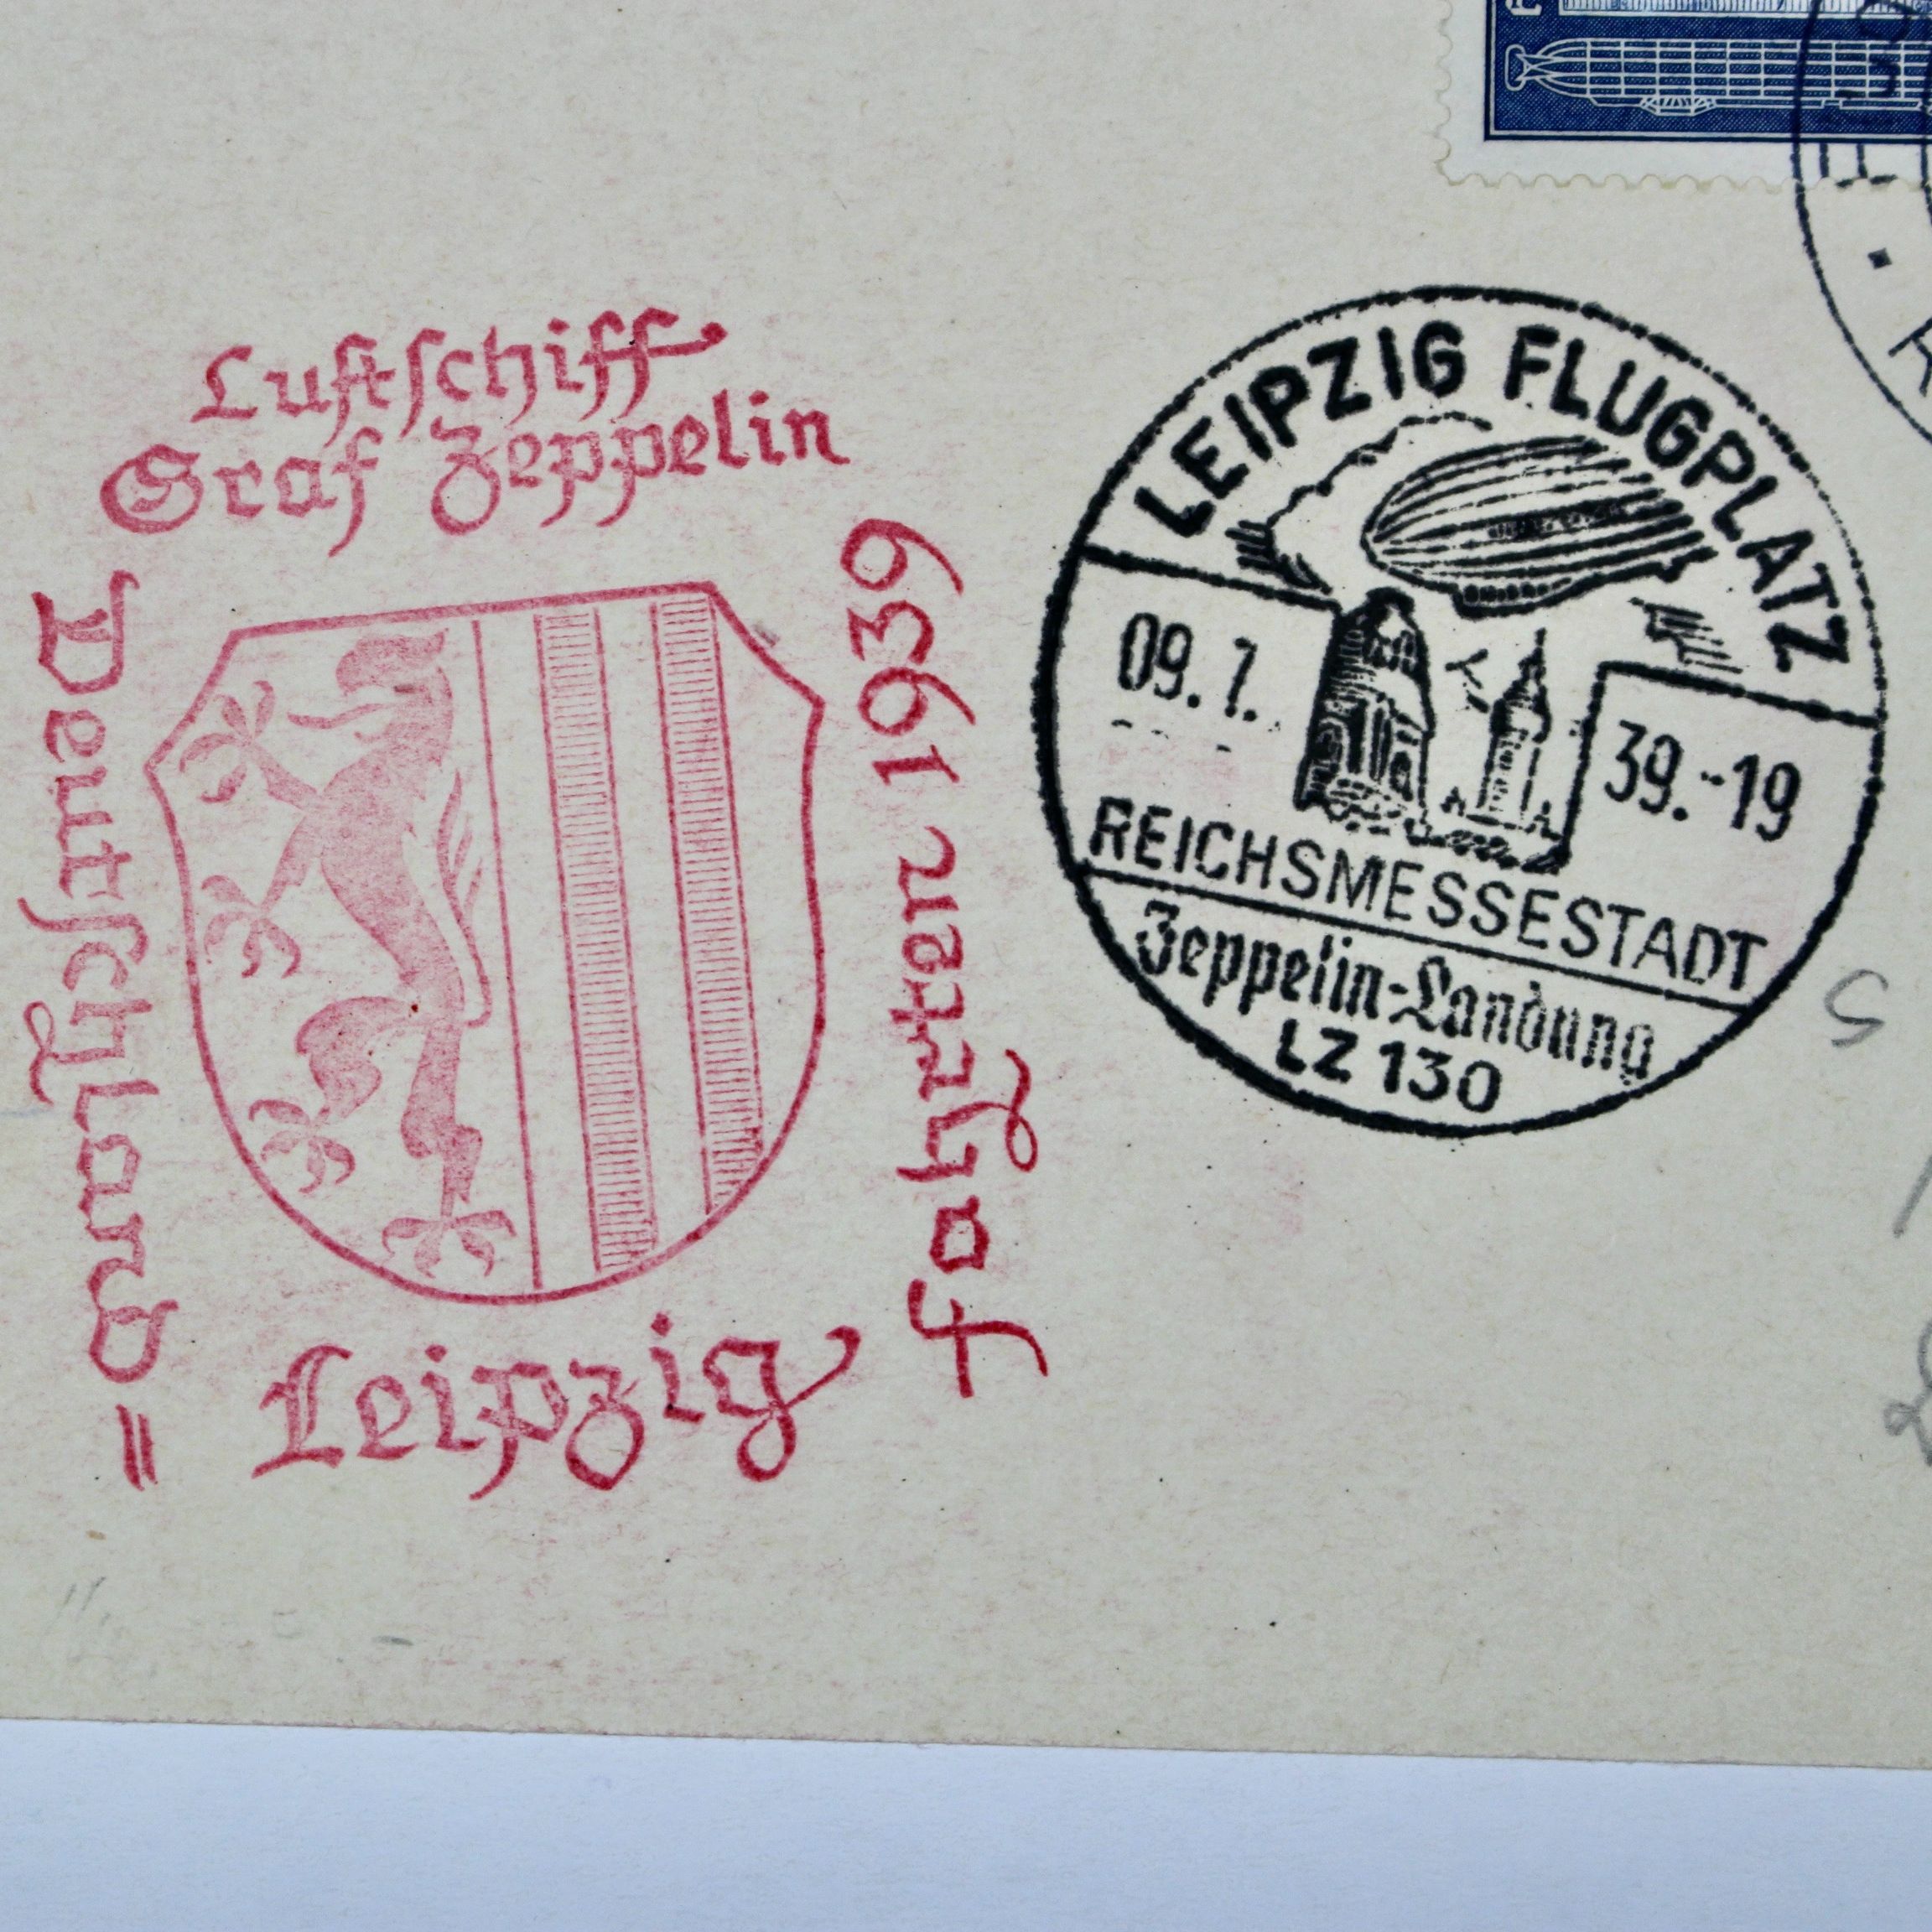 Luftschiff
Graf Zeppelin
Deutschland=
Fahrten 1939
Leipzig
LEIPZIG FLUGPLATZ
09.7.
39.-19
REICHSMESSESTADT
Zeppelin-Landung
LZ 130